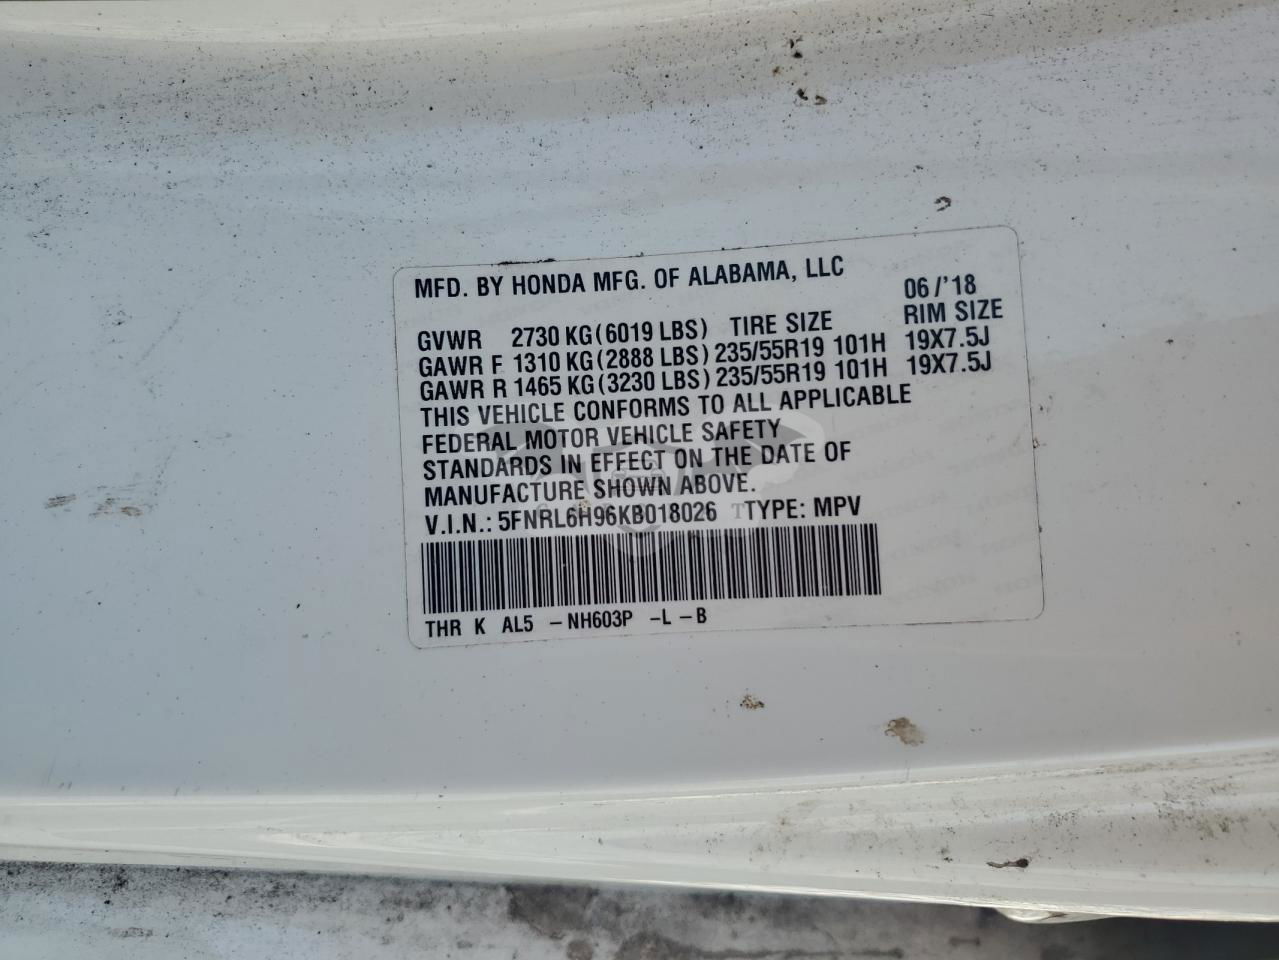 MFD. BY HONDA MFG. OF ALABAMA, LLC
06/'18
GVWR 2730 KG (6019 LBS) TIRE SIZE RIM SIZE
GAWR F 1310 KG (2888 LBS) 235/55R19 101H 19X7.5J
GAWR R 1465 KG (3230 LBS) 235/55R19 101H 19X7.5J
THIS VEHICLE CONFORMS TO ALL APPLICABLE
FEDERAL MOTOR VEHICLE SAFETY
STANDARDS IN EFFECT ON THE DATE OF
MANUFACTURE SHOWN ABOVE.
V.I.N.: 5FNRL6H96KB018026 TYPE: MPV
THR K AL5 -NH603P -L -B